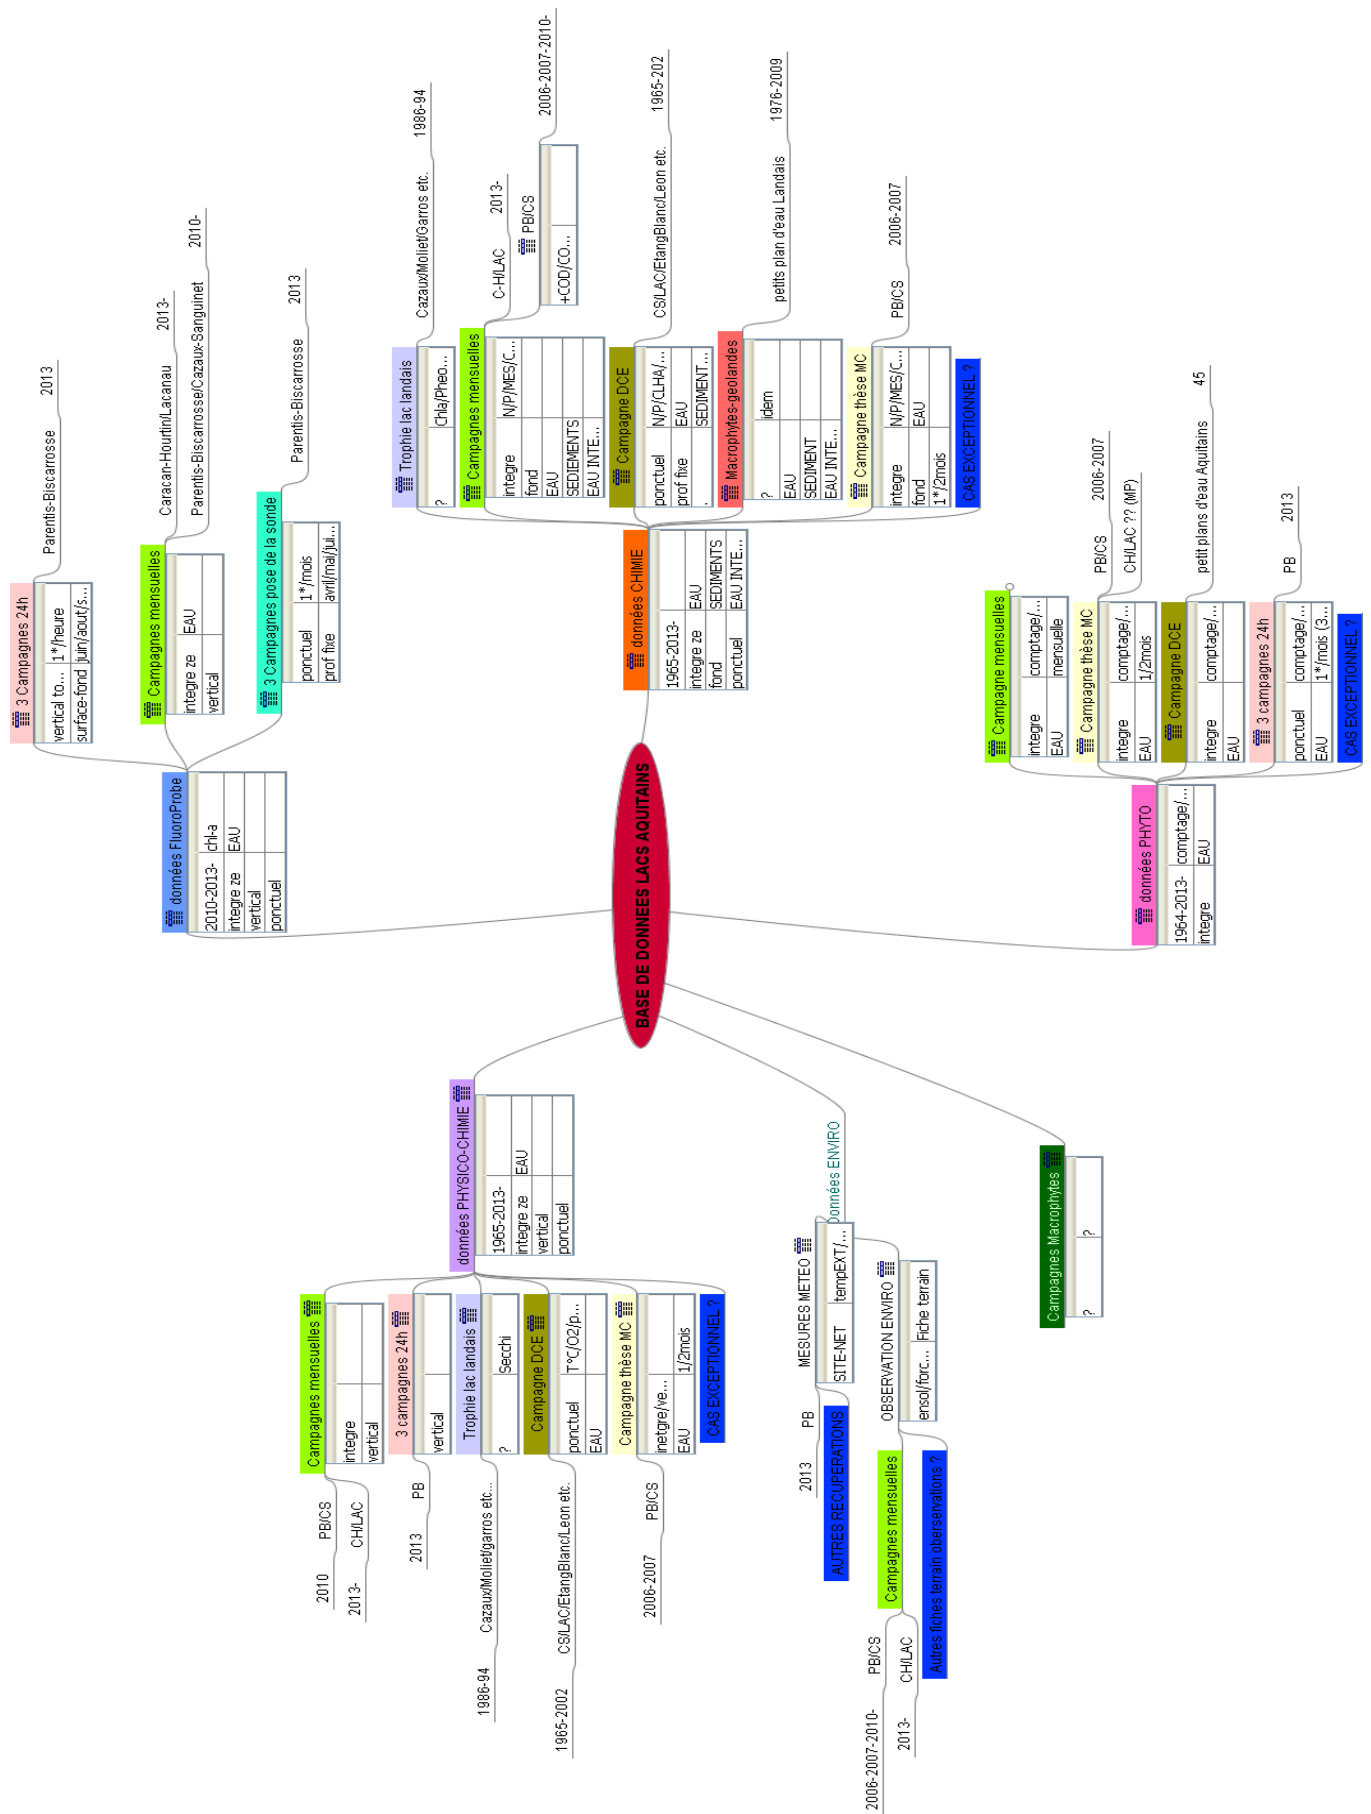 BASE DE DONNEES LACS AQUITAINS
données FluoroProbe
2010-2013- chl-a
integre ze EAU
vertical
ponctuel
3 Campagnes 24h
vertical to... 1*/heure
surface-fond juin/aout/s...
Parentis-Biscarrosse
2013
Campagnes mensuelles
integre ze EAU
vertical
Caracan-Hourtin/Lacanau
2013-
Parentis-Biscarrosse/Cazaux-Sanguinet
2010-
3 Campagnes pose de la sonde
ponctuel 1*/mois
prof fixe avril/mai/jui...
Parentis-Biscarrosse
2013
données CHIMIE
1965-2013-
integre ze EAU
fond SEDIMENTS
ponctuel EAU INTE...
Trophie lac landais
? Chla/Pheo...
Cazaux/Moliet/Garros etc.
1986-94
Campagnes mensuelles
integre N/P/MES/C...
fond
EAU
SEDIEMENTS
EAU INTE...
C-H/LAC
2013-
PB/CS
+COD/CO...
2006-2007-2010-
Campagne DCE
ponctuel N/P/CLHA/...
prof fixe EAU
. SEDIMENT...
CS/LAC/EtangBlanc/Leon etc.
1965-202
Macrophytes-geolandes
? idem
EAU
SEDIMENT
EAU INTE...
petits plan d'eau Landais
1976-2009
Campagne thèse MC
integre N/P/MES/C...
fond EAU
1*/2mois
PB/CS
2006-2007
CAS EXCEPTIONNEL ?
données PHYTO
1964-2013- comptage/...
integre EAU
Campagne mensuelles
integre comptage/...
EAU mensuelle
Campagne thèse MC
integre comptage/...
EAU 1/2mois
PB/CS
2006-2007
CH/LAC ?? (MP)
Campagne DCE
integre comptage/...
EAU
petit plans d'eau Aquitains
45
3 campagnes 24h
ponctuel comptage/...
EAU 1*/mois (3...
PB
2013
CAS EXCEPTIONNEL ?
données PHYSICO-CHIMIE
1965-2013-
integre ze EAU
vertical
ponctuel
Campagnes mensuelles
integre
vertical
PB/CS
2010
CH/LAC
2013-
3 campagnes 24h
vertical
PB
2013
Trophie lac landais
? Secchi
Cazaux/Moliet/garros etc...
1986-94
Campagne DCE
ponctuel T°C/O2/p...
EAU
CS/LAC/EtangBlanc/Leon etc.
1965-2002
Campagne thèse MC
inetgre/ve...
EAU 1/2mois
PB/CS
2006-2007
CAS EXCEPTIONNEL ?
Données ENVIRO
MESURES METEO
SITE-NET tempEXT/...
PB
2013
AUTRES RECUPERATIONS
OBSERVATION ENVIRO
ensol/forc... Fiche terrain
Campagnes mensuelles
PB/CS
2006-2007-2010-
CH/LAC
2013-
Autres fiches terrain oberservations ?
Campagnes Macrophytes
? ?